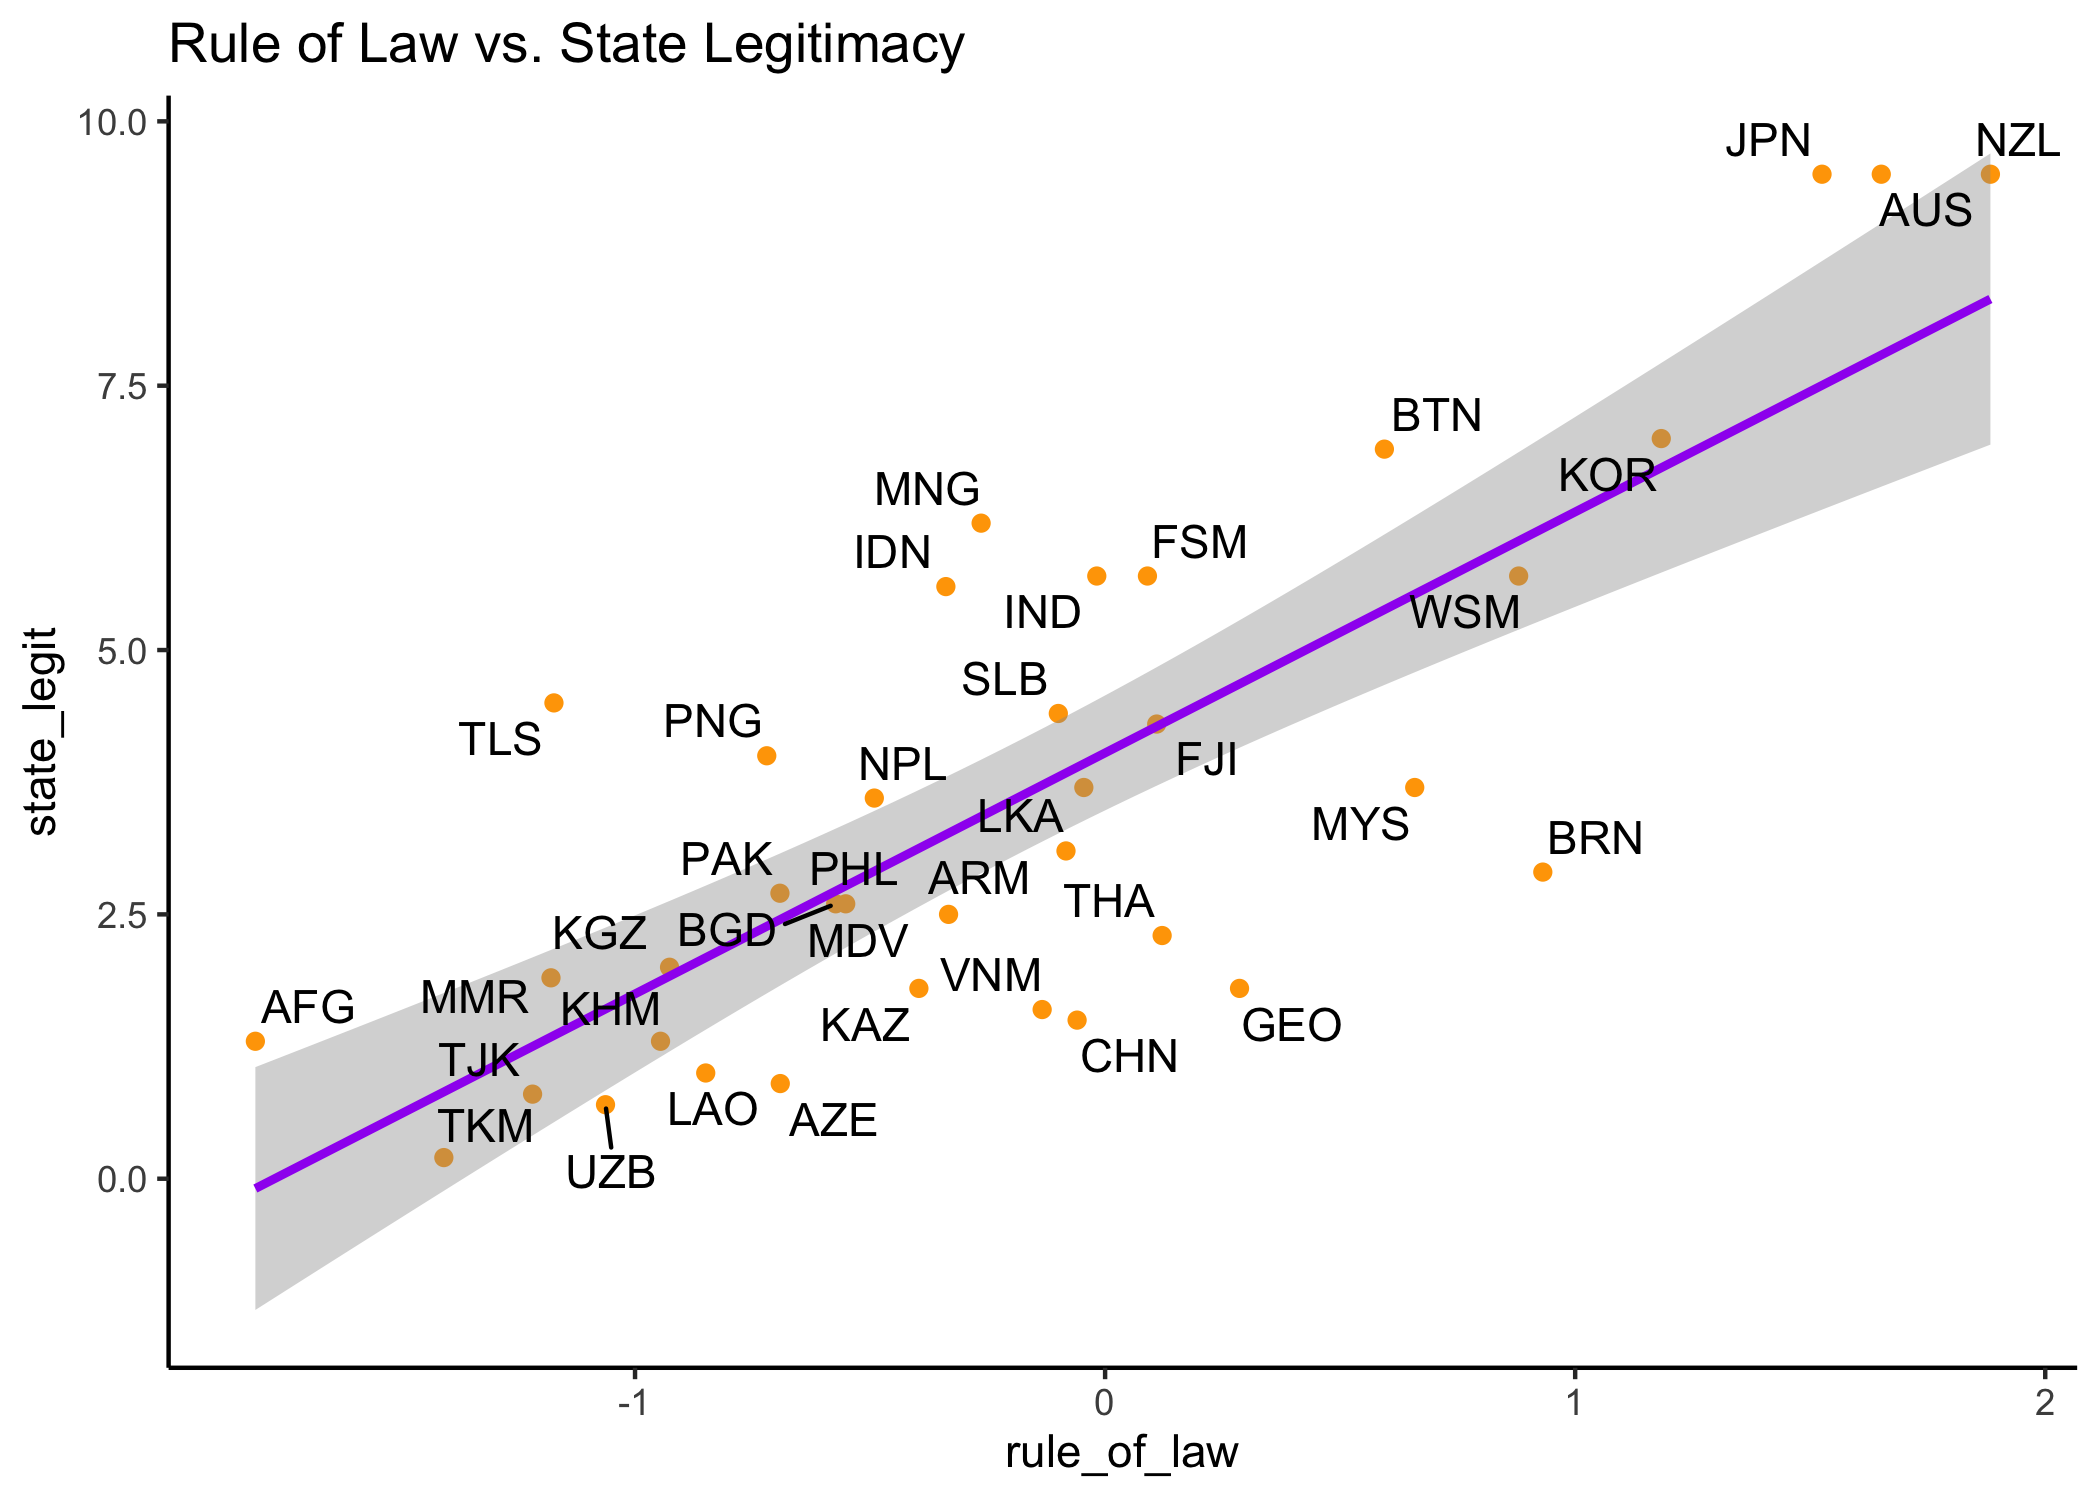 Rule of Law vs. State Legitimacy
10.0
7.5
5.0
2.5
0.0
state_legit
JPN
NZL
AUS
BTN
KOR
MNG
IDN
FSM
IND
WSM
SLB
TLS
PNG
NPL
FJI
LKA
MYS
BRN
PAK
PHL
ARM
THA
KGZ
BGD
MDV
VNM
AFG
MMR
KHM
KAZ
GEO
TJK
CHN
TKM
LAO
AZE
UZB
-1
0
1
2
rule_of_law